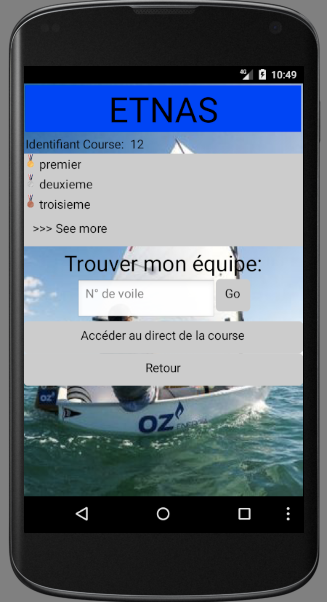 4G 10:49
ETNAS
Identifiant Course: 12
premier
deuxieme
troisieme
>>> See more
Trouver mon équipe:
N° de voile Go
Accéder au direct de la course
Retour
OZ
OZ